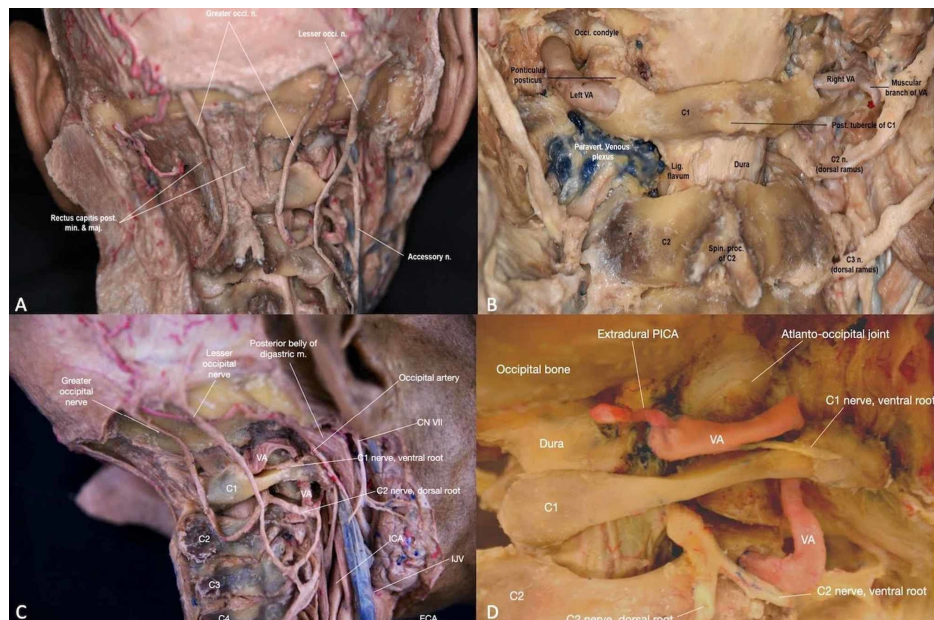 Greater occi. n.
Lesser occi. n.
Rectus capitis post.
min. & maj.
Accessory n.
A
Occi. condyle
Ponticulus
posticus
Left VA
Right VA
Muscular
branch of VA
C1
Post. tubercle of C1
Paravert. Venous
plexus
Lig.
flavum
Dura
C2 n.
(dorsal ramus)
C2
Spin. proc.
of C2
C3 n.
(dorsal ramus)
B
Posterior belly of
digastric m.
Lesser
occipital
nerve
Greater
occipital
nerve
Occipital artery
CN VII
VA
C1 nerve, ventral root
C1
VA
C2 nerve, dorsal root
C2
ICA
IJV
C3
C4
ECA
C
Extradural PICA
Atlanto-occipital joint
Occipital bone
C1 nerve, ventral root
VA
Dura
C1
VA
C2
C2 nerve, ventral root
C2 nerve, dorsal root
D